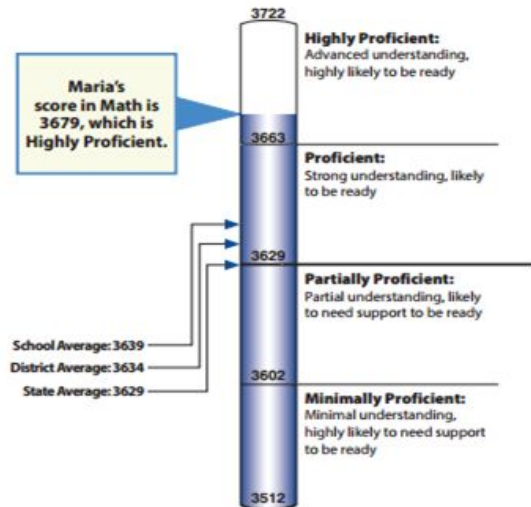 3722
Highly Proficient:
Advanced understanding,
highly likely to be ready
Maria's
score in Math is
3679, which is
Highly Proficient.
3663
Proficient:
Strong understanding, likely
to be ready
3629
Partially Proficient:
Partial understanding, likely
to need support to be ready
School Average: 3639
District Average: 3634
State Average: 3629
3602
Minimally Proficient:
Minimal understanding,
highly likely to need support
to be ready
3512